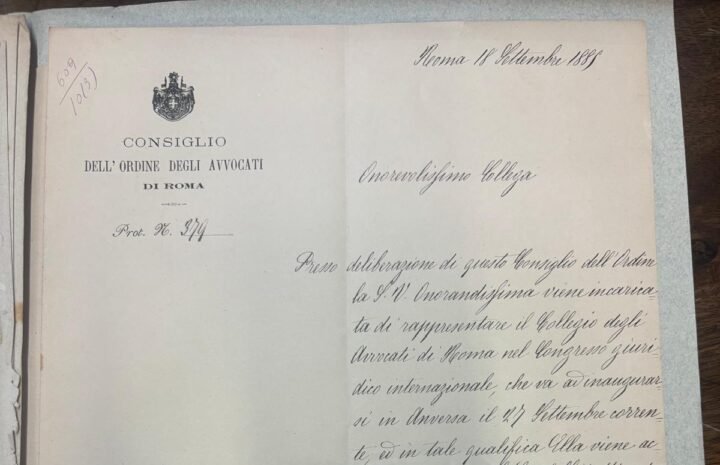 609
10(3)
Roma 18 Settembre 1885
CONSIGLIO
DELL'ORDINE DEGLI AVVOCATI
DI ROMA
Prot. N. 379
Onorevolissimo Collega
Presso deliberazione di questo Consiglio dell'Ordine
la S. V. Onorandissima viene incarica-
ta di rappresentare il Collegio degli
Avvocati di Roma nel Congresso giuri-
dico internazionale, che va ad inaugurar-
si in Anversa il 27 Settembre corren-
te, ed in tale qualifica Ella viene ac-